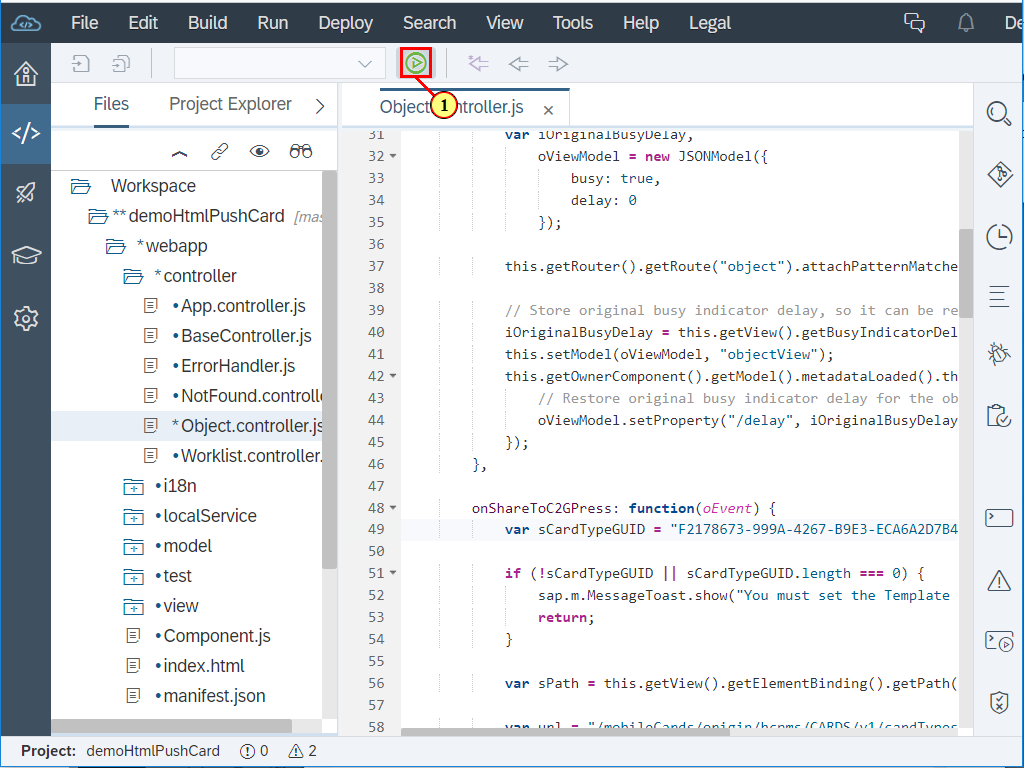 File Edit Build Run Deploy Search View Tools Help Legal De
1
Files Project Explorer
Workspace
** demoHtmlPushCard [mas
* webapp
* controller
•App.controller.js
•BaseController.js
•ErrorHandler.js
•NotFound.controlle
*Object.controller.js
•Worklist.controller.
•i18n
•localService
•model
•test
•view
•Component.js
•index.html
•manifest.json
Object ntroller.js ×
31 var iOriginalBusyDelay,
32 oViewModel = new JSONModel({
33 busy: true,
34 delay: 0
35 });
36
37 this.getRouter().getRoute("object").attachPatternMatche
38
39 // Store original busy indicator delay, so it can be re
40 iOriginalBusyDelay = this.getView().getBusyIndicatorDel
41 this.setModel(oViewModel, "objectView");
42 this.getOwnerComponent().getModel().metadataLoaded().th
43 // Restore original busy indicator delay for the ob
44 oViewModel.setProperty("/delay", iOriginalBusyDelay
45 });
46 },
47
48 onShareToC2GPress: function(oEvent) {
49 var sCardTypeGUID = "F2178673-999A-4267-B9E3-ECA6A2D7B4
50
51 if (!sCardTypeGUID || sCardTypeGUID.length === 0) {
52 sap.m.MessageToast.show("You must set the Template
53 return;
54 }
55
56 var sPath = this.getView().getElementBinding().getPath(
57
58 var url = "/mobileCards/origin/hcpms/CARDS/v1/cardTypes
Project: demoHtmlPushCard 0 2